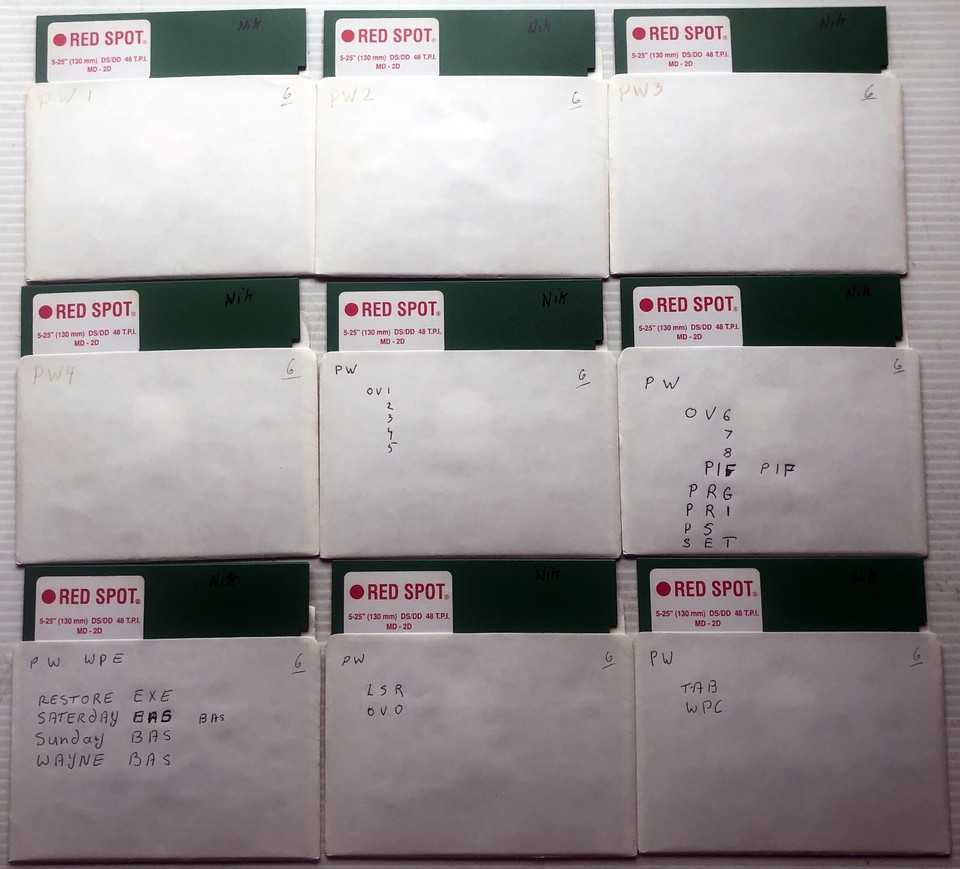 RED SPOT®
Nik
5-25" (130 mm) DS/DD 48 T.P.I.
MD - 2D
PW 1
6
RED SPOT®
Nik
5-25" (130 mm) DS/DD 48 T.P.I.
MD - 2D
PW2
6
RED SPOT®
Nik
5-25" (130 mm) DS/DD 48 T.P.I.
MD - 2D
PW3
6
RED SPOT®
Nik
5-25" (130 mm) DS/DD 48 T.P.I.
MD - 2D
PW4
6
RED SPOT®
Nik
5-25" (130 mm) DS/DD 48 T.P.I.
MD - 2D
PW
6
OV1
2
3
4
5
RED SPOT®
Nik
5-25" (130 mm) DS/DD 48 T.P.I.
MD - 2D
PW
6
OV6
7
8
PIF PIF
PRG
PRI
PS
SET
RED SPOT®
Nik
5-25" (130 mm) DS/DD 48 T.P.I.
MD - 2D
PW WPE
6
RESTORE EXE
SATERdAY BAS BAS
Sunday BAS
WAYNE BAS
RED SPOT®
Nik
5-25" (130 mm) DS/DD 48 T.P.I.
MD - 2D
PW
6
LSR
OVO
RED SPOT®
Nik
5-25" (130 mm) DS/DD 48 T.P.I.
MD - 2D
PW
6
TAB
WPC